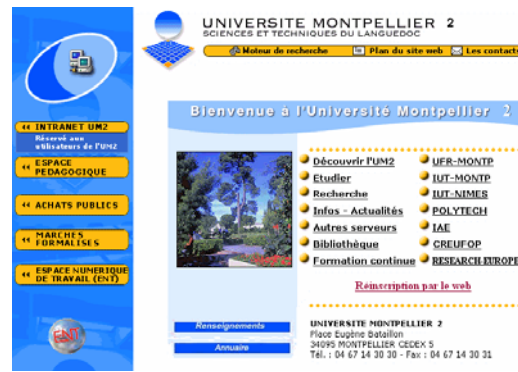 UNIVERSITE MONTPELLIER 2
SCIENCES ET TECHNIQUES DU LANGUEDOC
Moteur de recherche
Plan du site web
Les contacts
Bienvenue à l'Université Montpellier 2
INTRANET UM2
Réservé aux
utilisateurs de l'UM2
ESPACE
PEDAGOGIQUE
ACHATS PUBLICS
MARCHES
FORMALISES
ESPACE NUMERIQUE
DE TRAVAIL (ENT)
ENT
Découvrir l'UM2
Etudier
Recherche
Infos - Actualités
Autres serveurs
Bibliothèque
Formation continue
UFR-MONTP
IUT-MONTP
IUT-NIMES
POLYTECH
IAE
CREUFOP
RESEARCH-EUROPE
Réinscription par le web
Renseignements
Annuaire
UNIVERSITE MONTPELLIER 2
Place Eugène Bataillon
34095 MONTPELLIER CEDEX 5
Tél. : 04 67 14 30 30 - Fax : 04 67 14 30 31